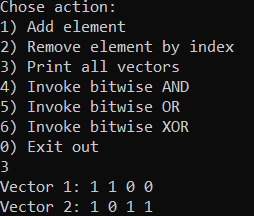 Chose action:
1) Add element
2) Remove element by index
3) Print all vectors
4) Invoke bitwise AND
5) Invoke bitwise OR
6) Invoke bitwise XOR
0) Exit out
3
Vector 1: 1 1 0 0
Vector 2: 1 0 1 1